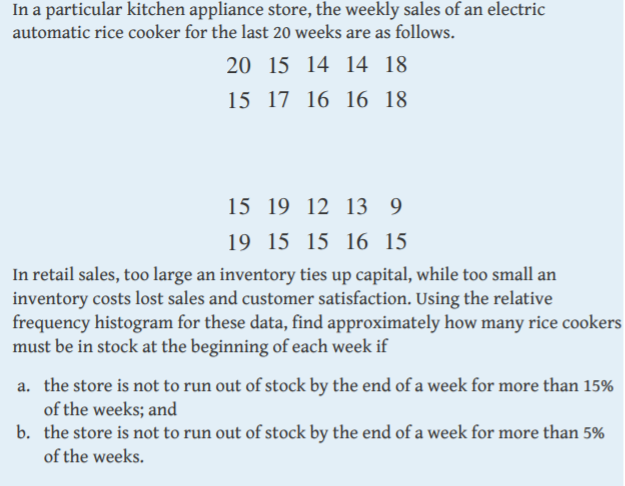 In a particular kitchen appliance store, the weekly sales of an electric
automatic rice cooker for the last 20 weeks are as follows.
20 15 14 14 18
15 17 16 16 18
15 19 12 13 9
19 15 15 16 15
In retail sales, too large an inventory ties up capital, while too small an
inventory costs lost sales and customer satisfaction. Using the relative
frequency histogram for these data, find approximately how many rice cookers
must be in stock at the beginning of each week if
a. the store is not to run out of stock by the end of a week for more than 15%
of the weeks; and
b. the store is not to run out of stock by the end of a week for more than 5%
of the weeks.